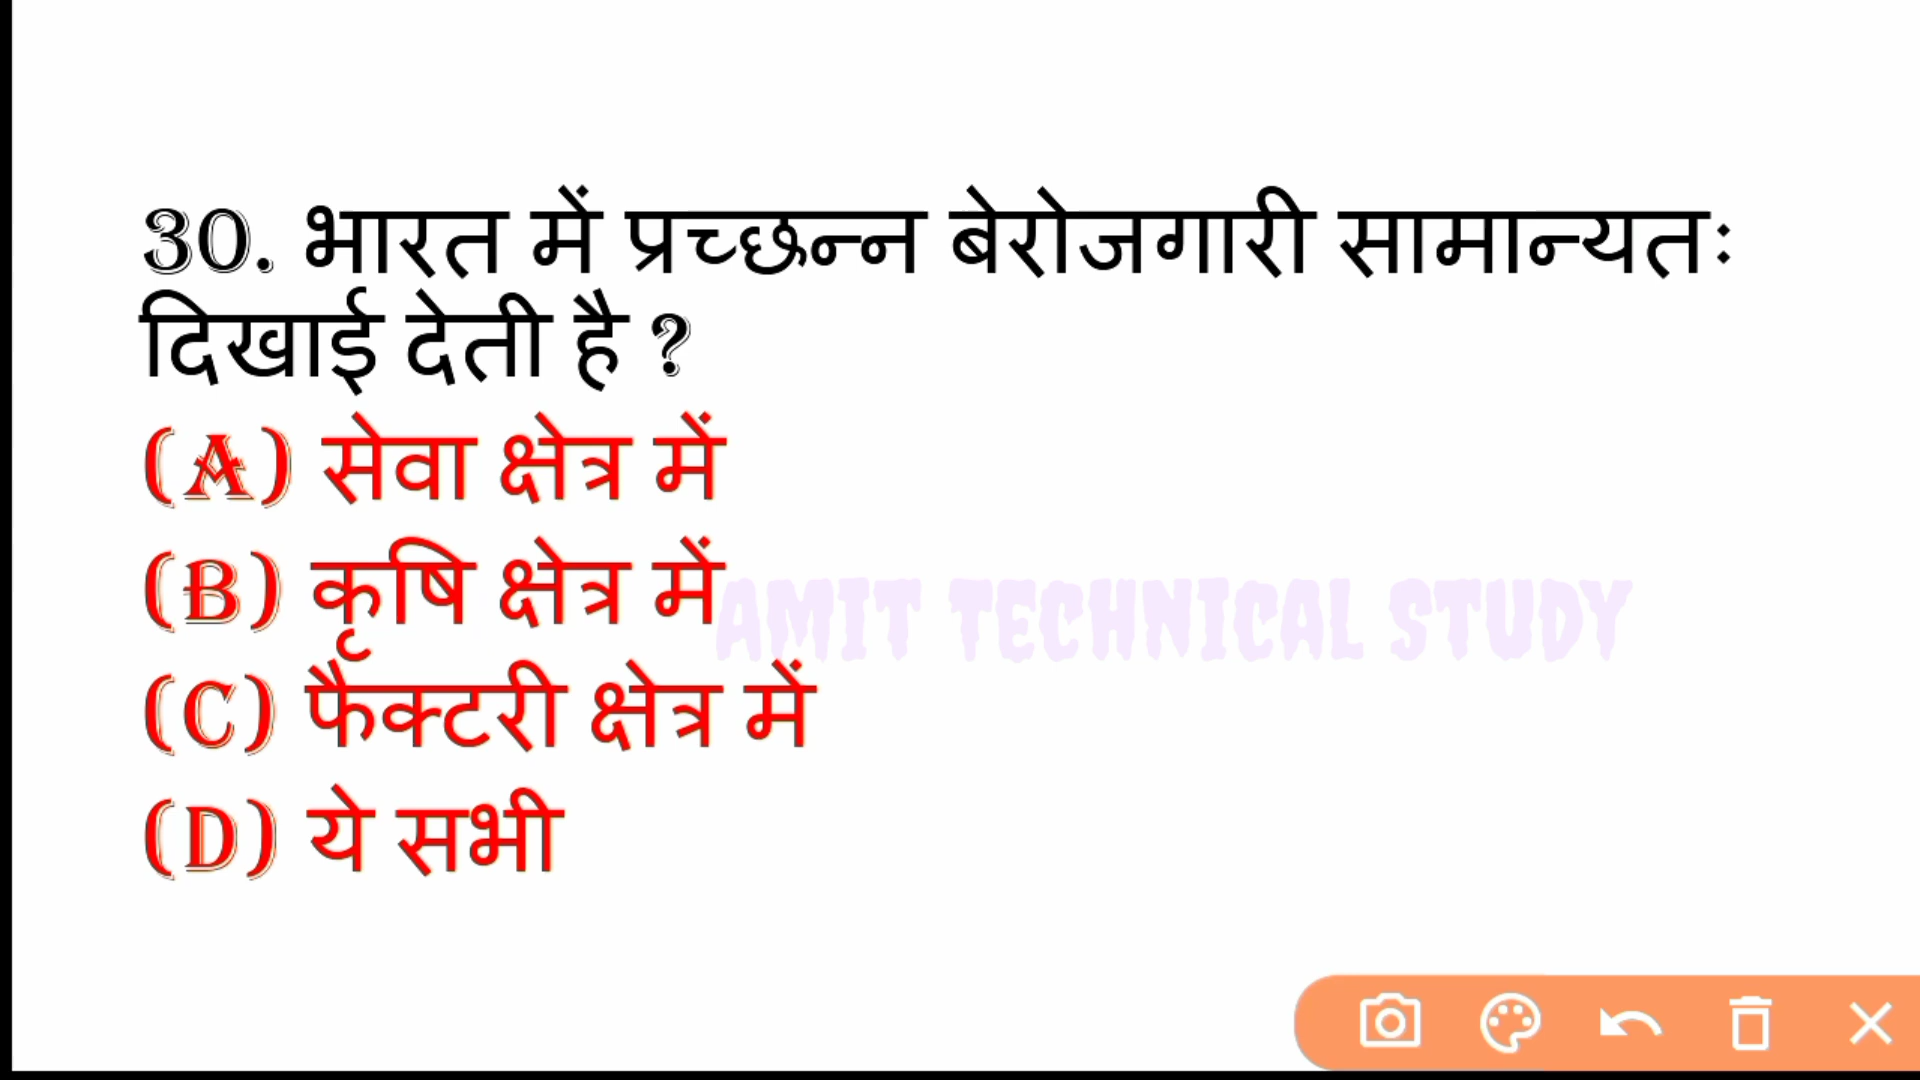 30. भारत में प्रच्छन्न बेरोजगारी सामान्यतः
दिखाई देती है ?
(A) सेवा क्षेत्र में
(B) कृषि क्षेत्र में
AMIT TECHNICAL STUDY
(C) फैक्टरी क्षेत्र में
(D) ये सभी